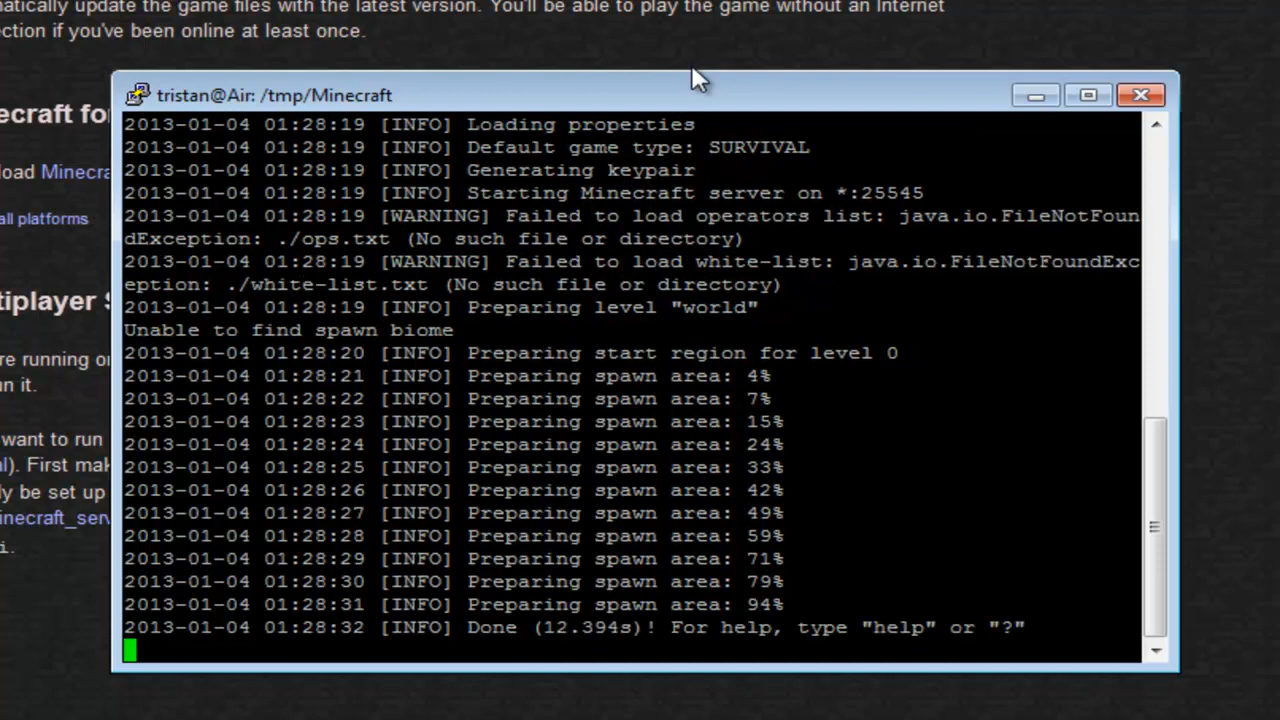 matically update the game files with the latest version. You'll be able to play the game without an Internet
ection if you've been online at least once.
ecraft fo
tristan@Air: /tmp/Minecraft
load Minecra
all platforms
tiplayer S
re running or
un it.
want to run
l). First mak
ly be set up
inecraft_serv
i.
2013-01-04 01:28:19 [INFO] Loading properties
2013-01-04 01:28:19 [INFO] Default game type: SURVIVAL
2013-01-04 01:28:19 [INFO] Generating keypair
2013-01-04 01:28:19 [INFO] Starting Minecraft server on *:25545
2013-01-04 01:28:19 [WARNING] Failed to load operators list: java.io.FileNotFoun
dException: ./ops.txt (No such file or directory)
2013-01-04 01:28:19 [WARNING] Failed to load white-list: java.io.FileNotFoundExc
eption: ./white-list.txt (No such file or directory)
2013-01-04 01:28:19 [INFO] Preparing level "world"
Unable to find spawn biome
2013-01-04 01:28:20 [INFO] Preparing start region for level 0
2013-01-04 01:28:21 [INFO] Preparing spawn area: 4%
2013-01-04 01:28:22 [INFO] Preparing spawn area: 7%
2013-01-04 01:28:23 [INFO] Preparing spawn area: 15%
2013-01-04 01:28:24 [INFO] Preparing spawn area: 24%
2013-01-04 01:28:25 [INFO] Preparing spawn area: 33%
2013-01-04 01:28:26 [INFO] Preparing spawn area: 42%
2013-01-04 01:28:27 [INFO] Preparing spawn area: 49%
2013-01-04 01:28:28 [INFO] Preparing spawn area: 59%
2013-01-04 01:28:29 [INFO] Preparing spawn area: 71%
2013-01-04 01:28:30 [INFO] Preparing spawn area: 79%
2013-01-04 01:28:31 [INFO] Preparing spawn area: 94%
2013-01-04 01:28:32 [INFO] Done (12.394s)! For help, type "help" or "?"